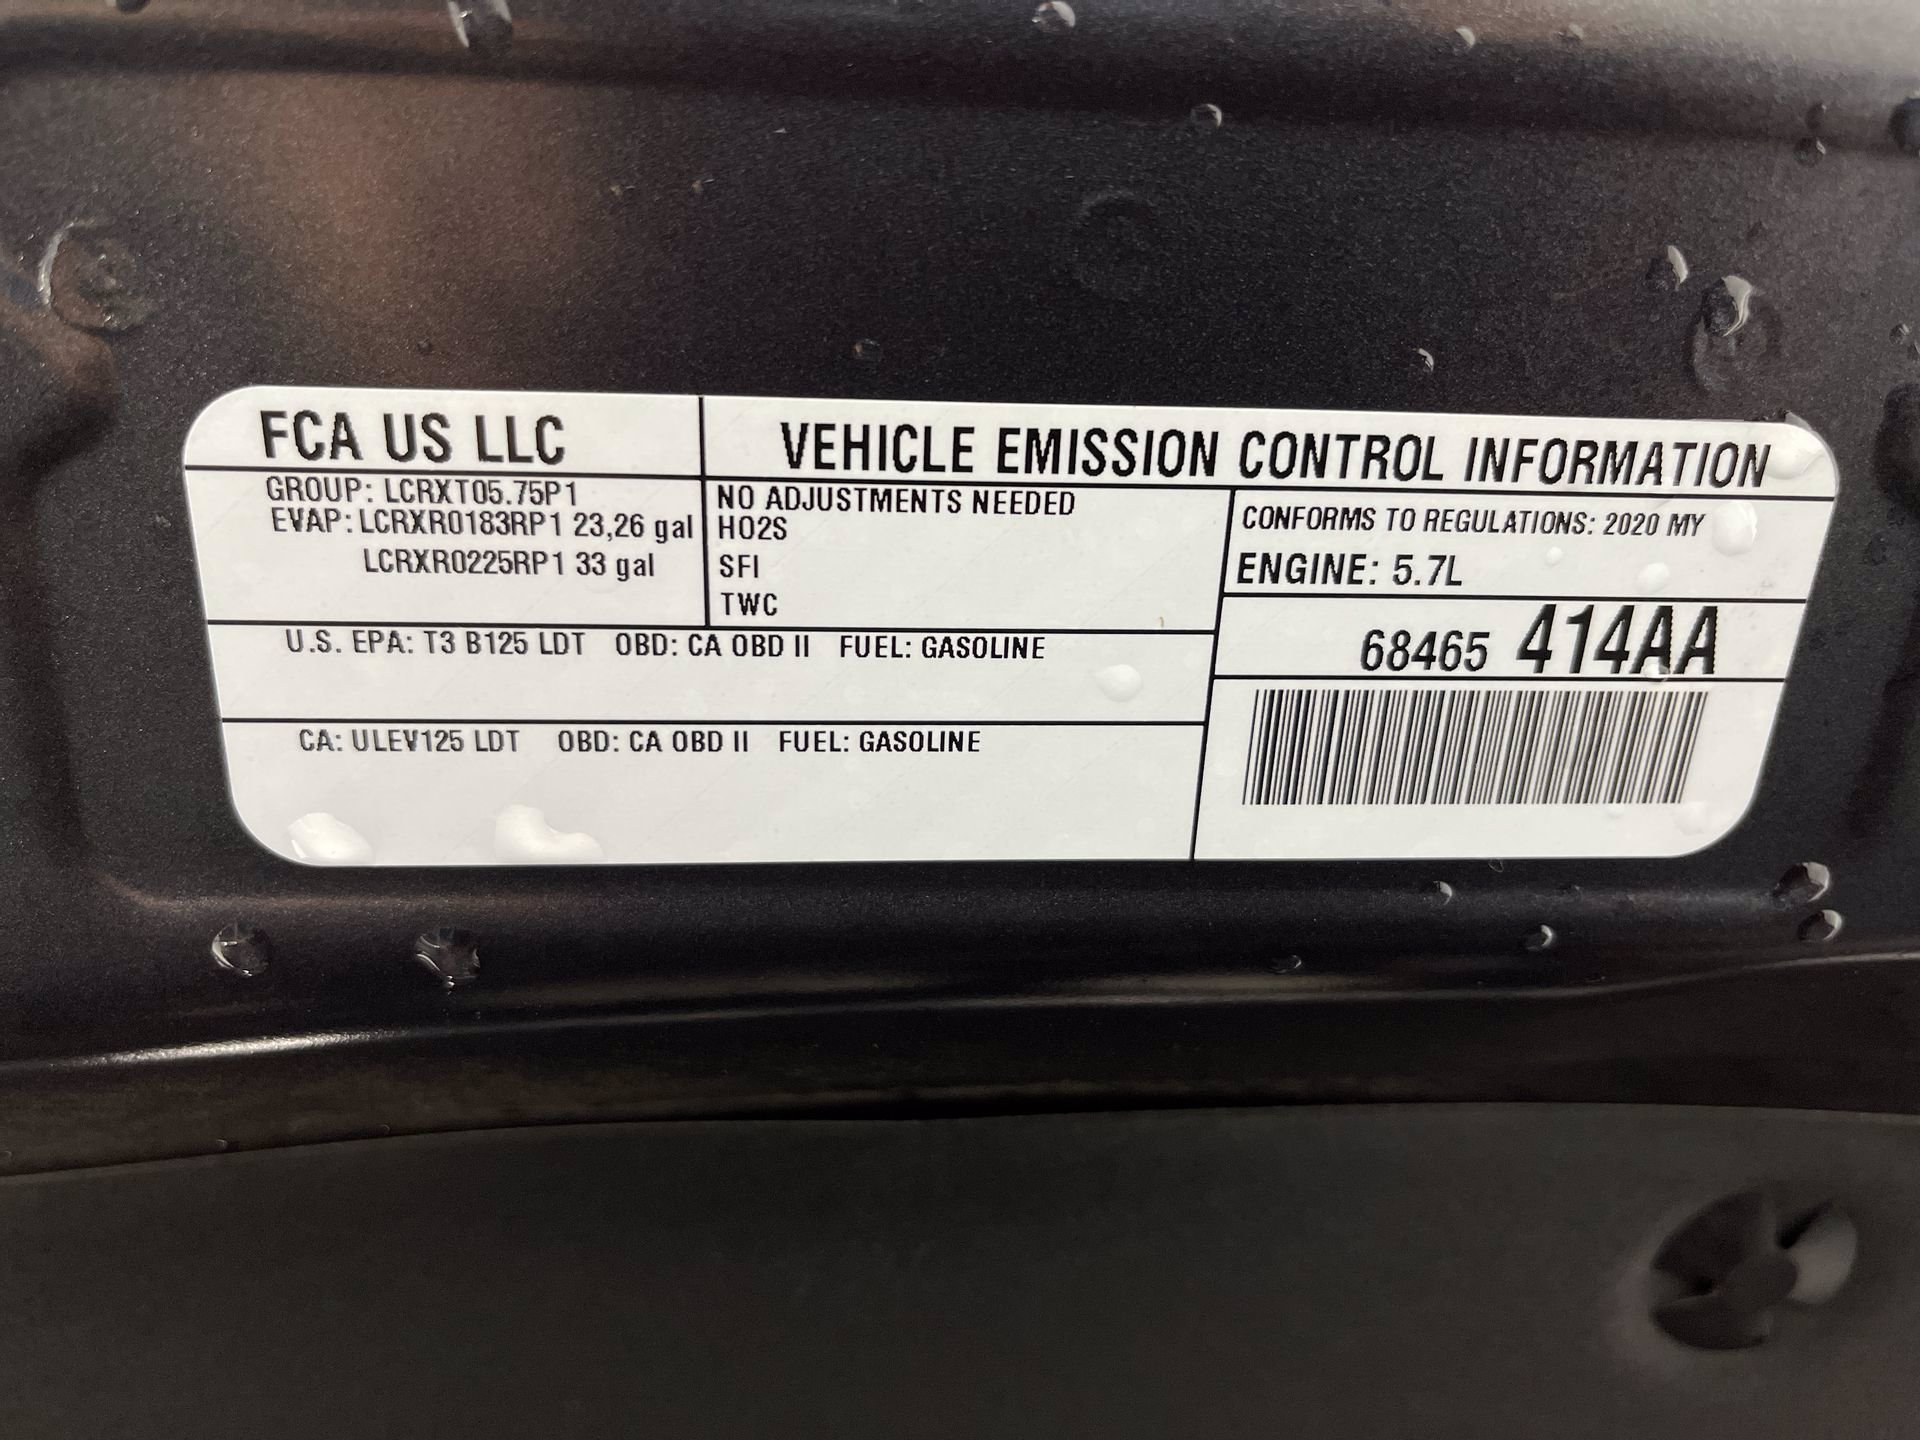 FCA US LLC
VEHICLE EMISSION CONTROL INFORMATION
GROUP: LCRXT05.75P1
EVAP: LCRXR0183RP1 23,26 gal
LCRXR0225RP1 33 gal
NO ADJUSTMENTS NEEDED
HO2S
SFI
TWC
CONFORMS TO REGULATIONS: 2020 MY
ENGINE: 5.7L
68465 414AA
U.S. EPA: T3 B125 LDT OBD: CA OBD II FUEL: GASOLINE
CA: ULEV125 LDT OBD: CA OBD II FUEL: GASOLINE